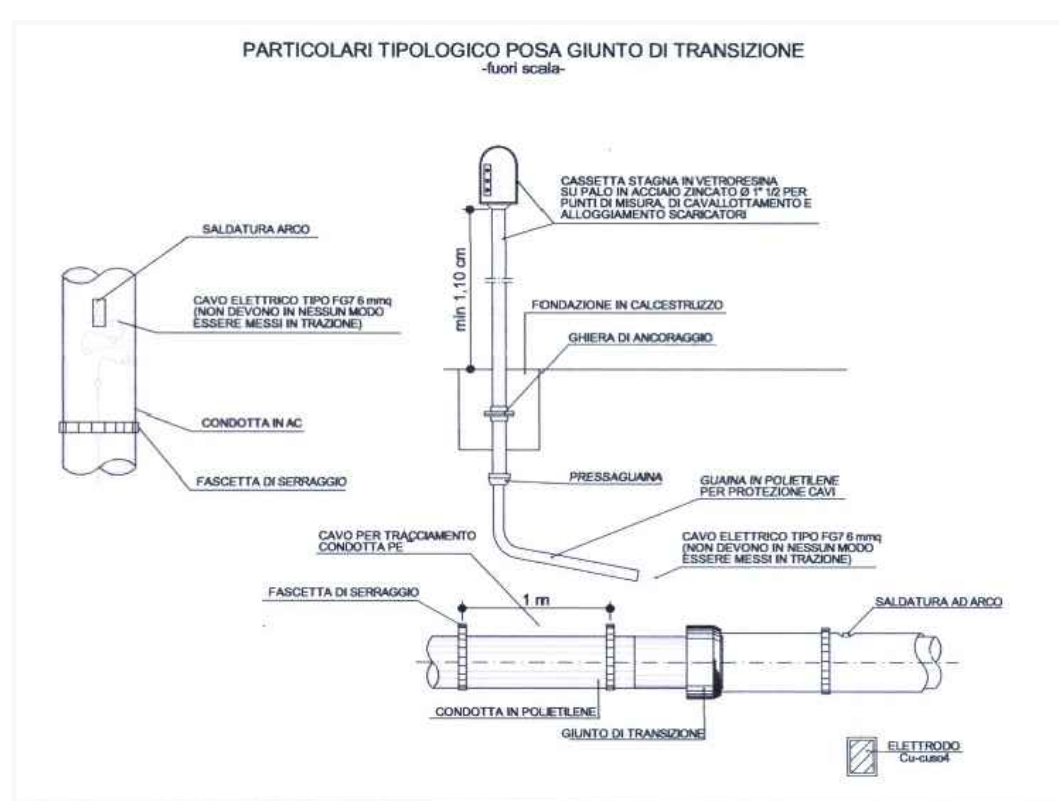 PARTICOLARI TIPOLOGICO POSA GIUNTO DI TRANSIZIONE
-fuori scala-
CASSETTA STAGNA IN VETRORESINA
SU PALO IN ACCIAIO ZINCATO Ø 1" 1/2 PER
PUNTI DI MISURA, DI CAVALLOTTAMENTO E
ALLOGGIAMENTO SCARICATORI
SALDATURA ARCO
min 1,10 cm
CAVO ELETTRICO TIPO FG7 6 mmq
(NON DEVONO IN NESSUN MODO
ESSERE MESSI IN TRAZIONE)
FONDAZIONE IN CALCESTRUZZO
GHIERA DI ANCORAGGIO
CONDOTTA IN AC
FASCETTA DI SERRAGGIO
PRESSAGUAINA
GUAINA IN POLIETILENE
PER PROTEZIONE CAVI
CAVO PER TRACCIAMENTO
CONDOTTA PE
CAVO ELETTRICO TIPO FG7 6 mmq
(NON DEVONO IN NESSUN MODO
ESSERE MESSI IN TRAZIONE)
FASCETTA DI SERRAGGIO
1 m
SALDATURA AD ARCO
CONDOTTA IN POLIETILENE
GIUNTO DI TRANSIZIONE
ELETTRODO
Cu-cuso4